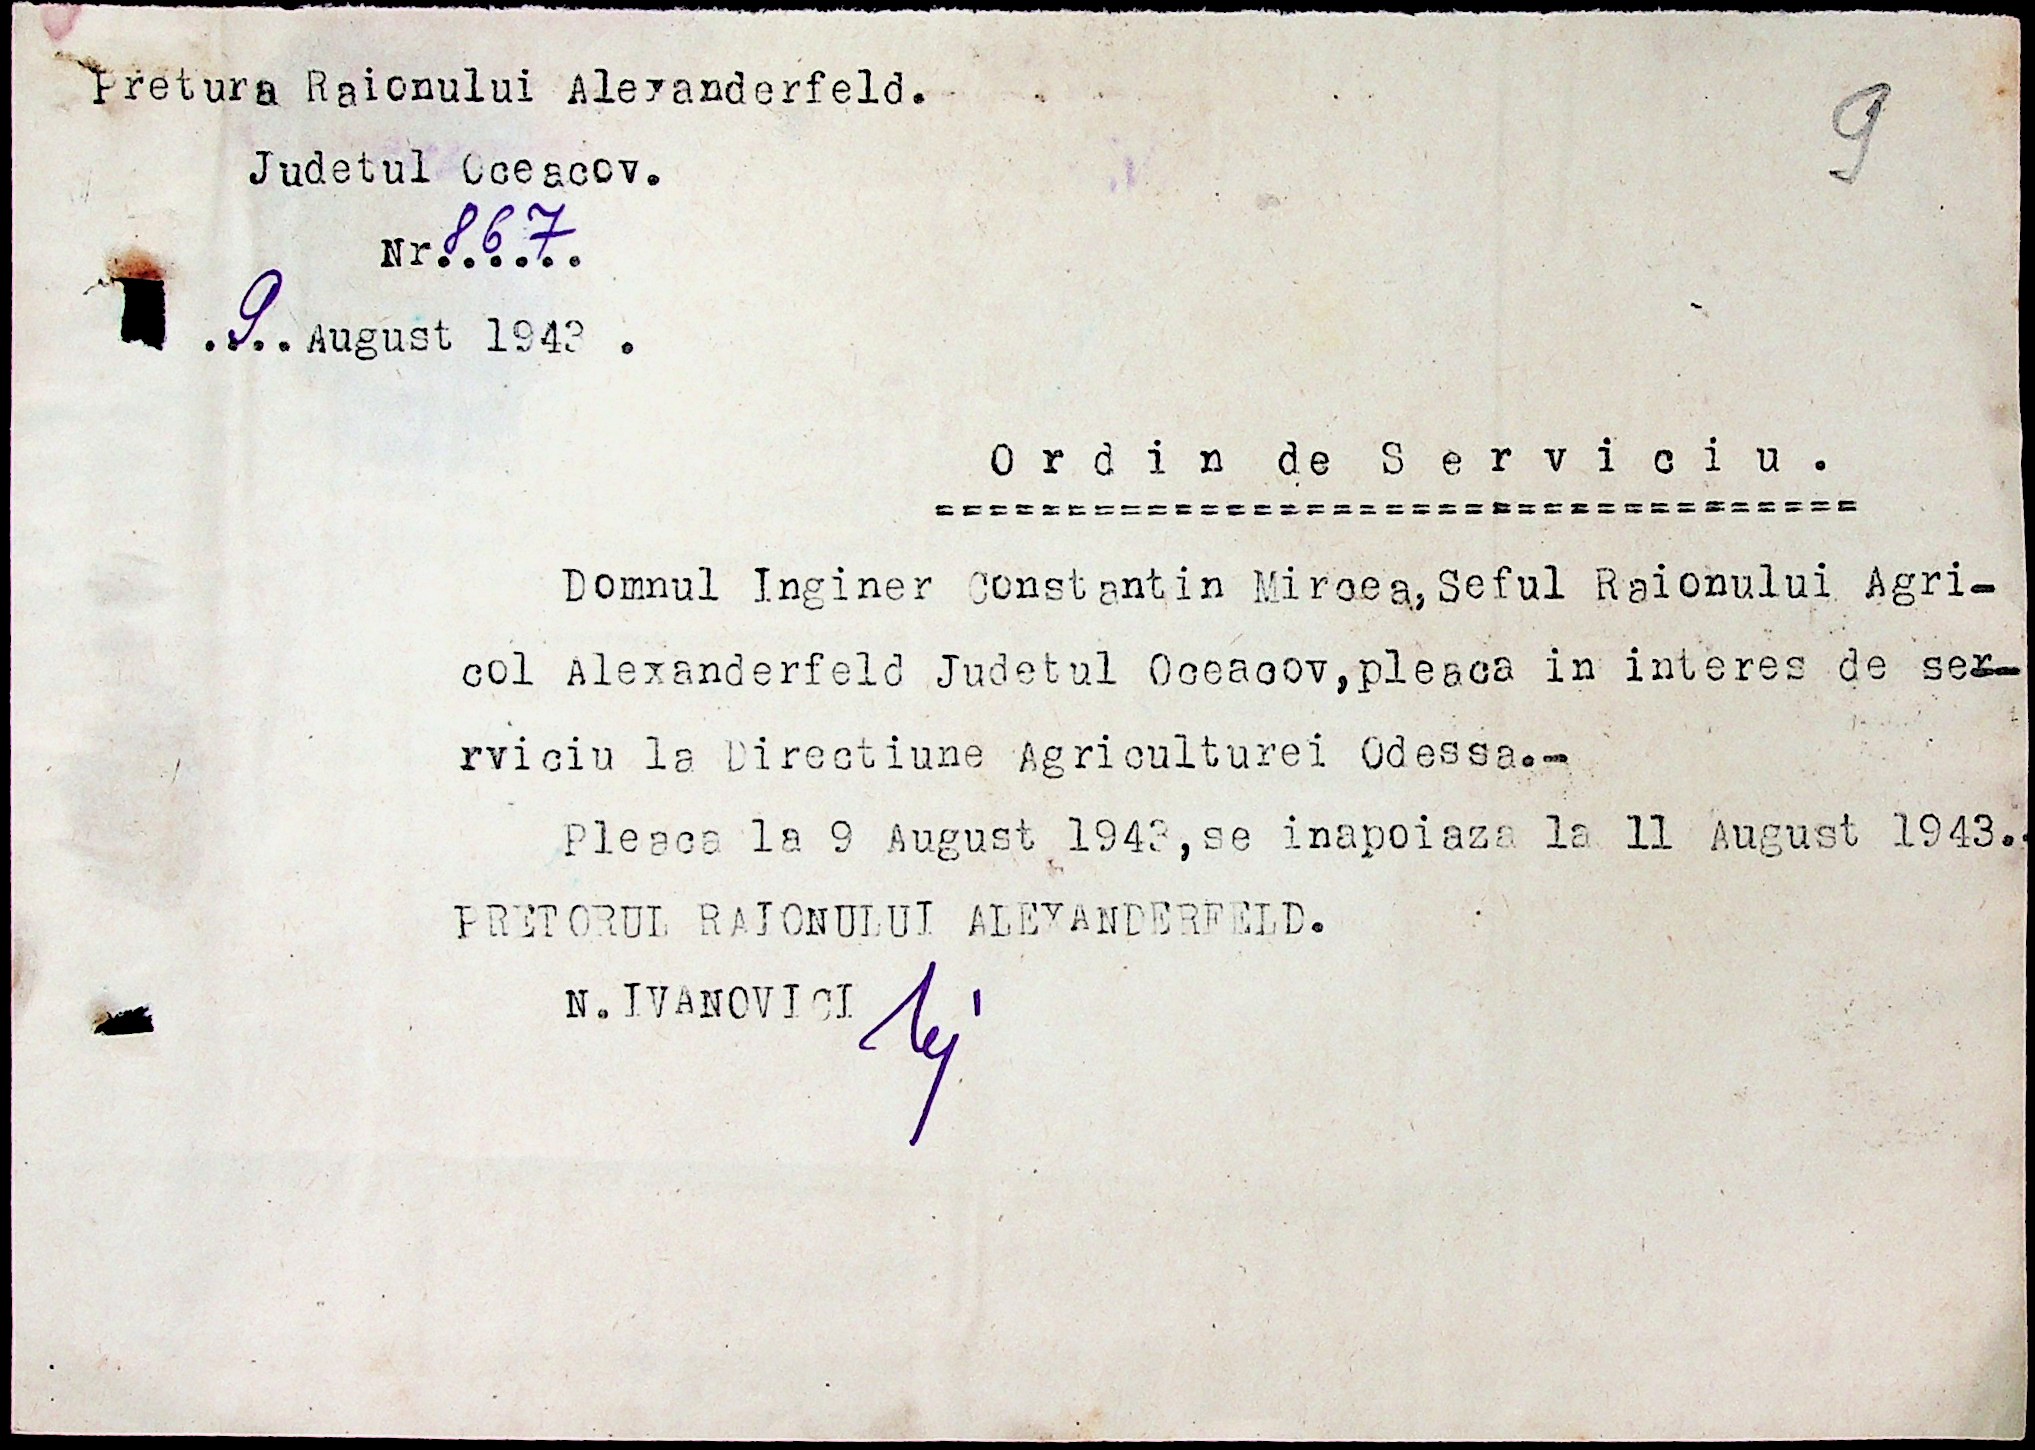 Pretura Raionului Alexanderfeld.
9
Judetul Oceacov.
Nr.867...
.9..August 1943 .
O r d i n  de  S e r v i c i u .
===================================
Domnul Inginer Constantin Mircea,Seful Raionului Agri-
col Alexanderfeld Judetul Oceacov,pleaca in interes de ser-
rviciu la Directiune Agriculturei Odessa.-
Pleaca la 9 August 1943,se inapoiaza la 11 August 1943..
PRETORUL RAIONULUI ALEXANDERFELD.
N.IVANOVICI